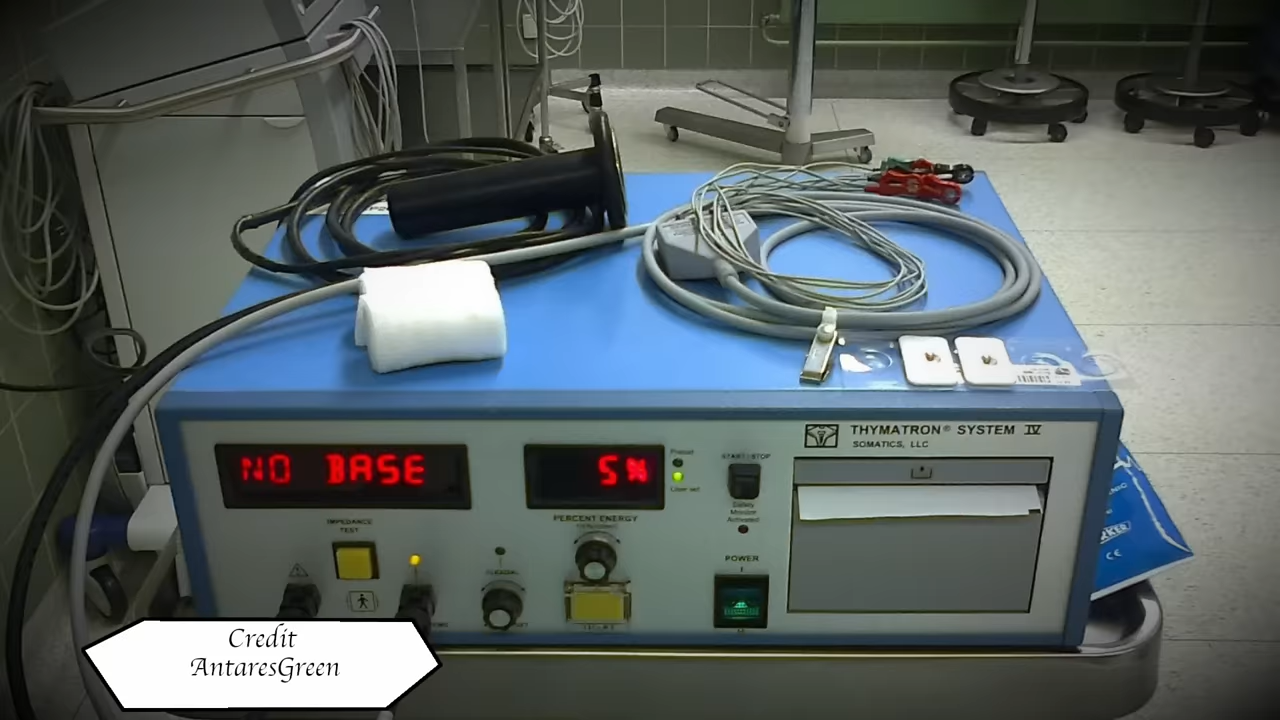 THYMATRON® SYSTEM IV
SOMATICS, LLC
NO BASE
5%
Preset
User set
START/STOP
Safety
Monitor
Activated
IMPEDANCE
TEST
PERCENT ENERGY
POWER
I
CE
Credit
AntaresGreen